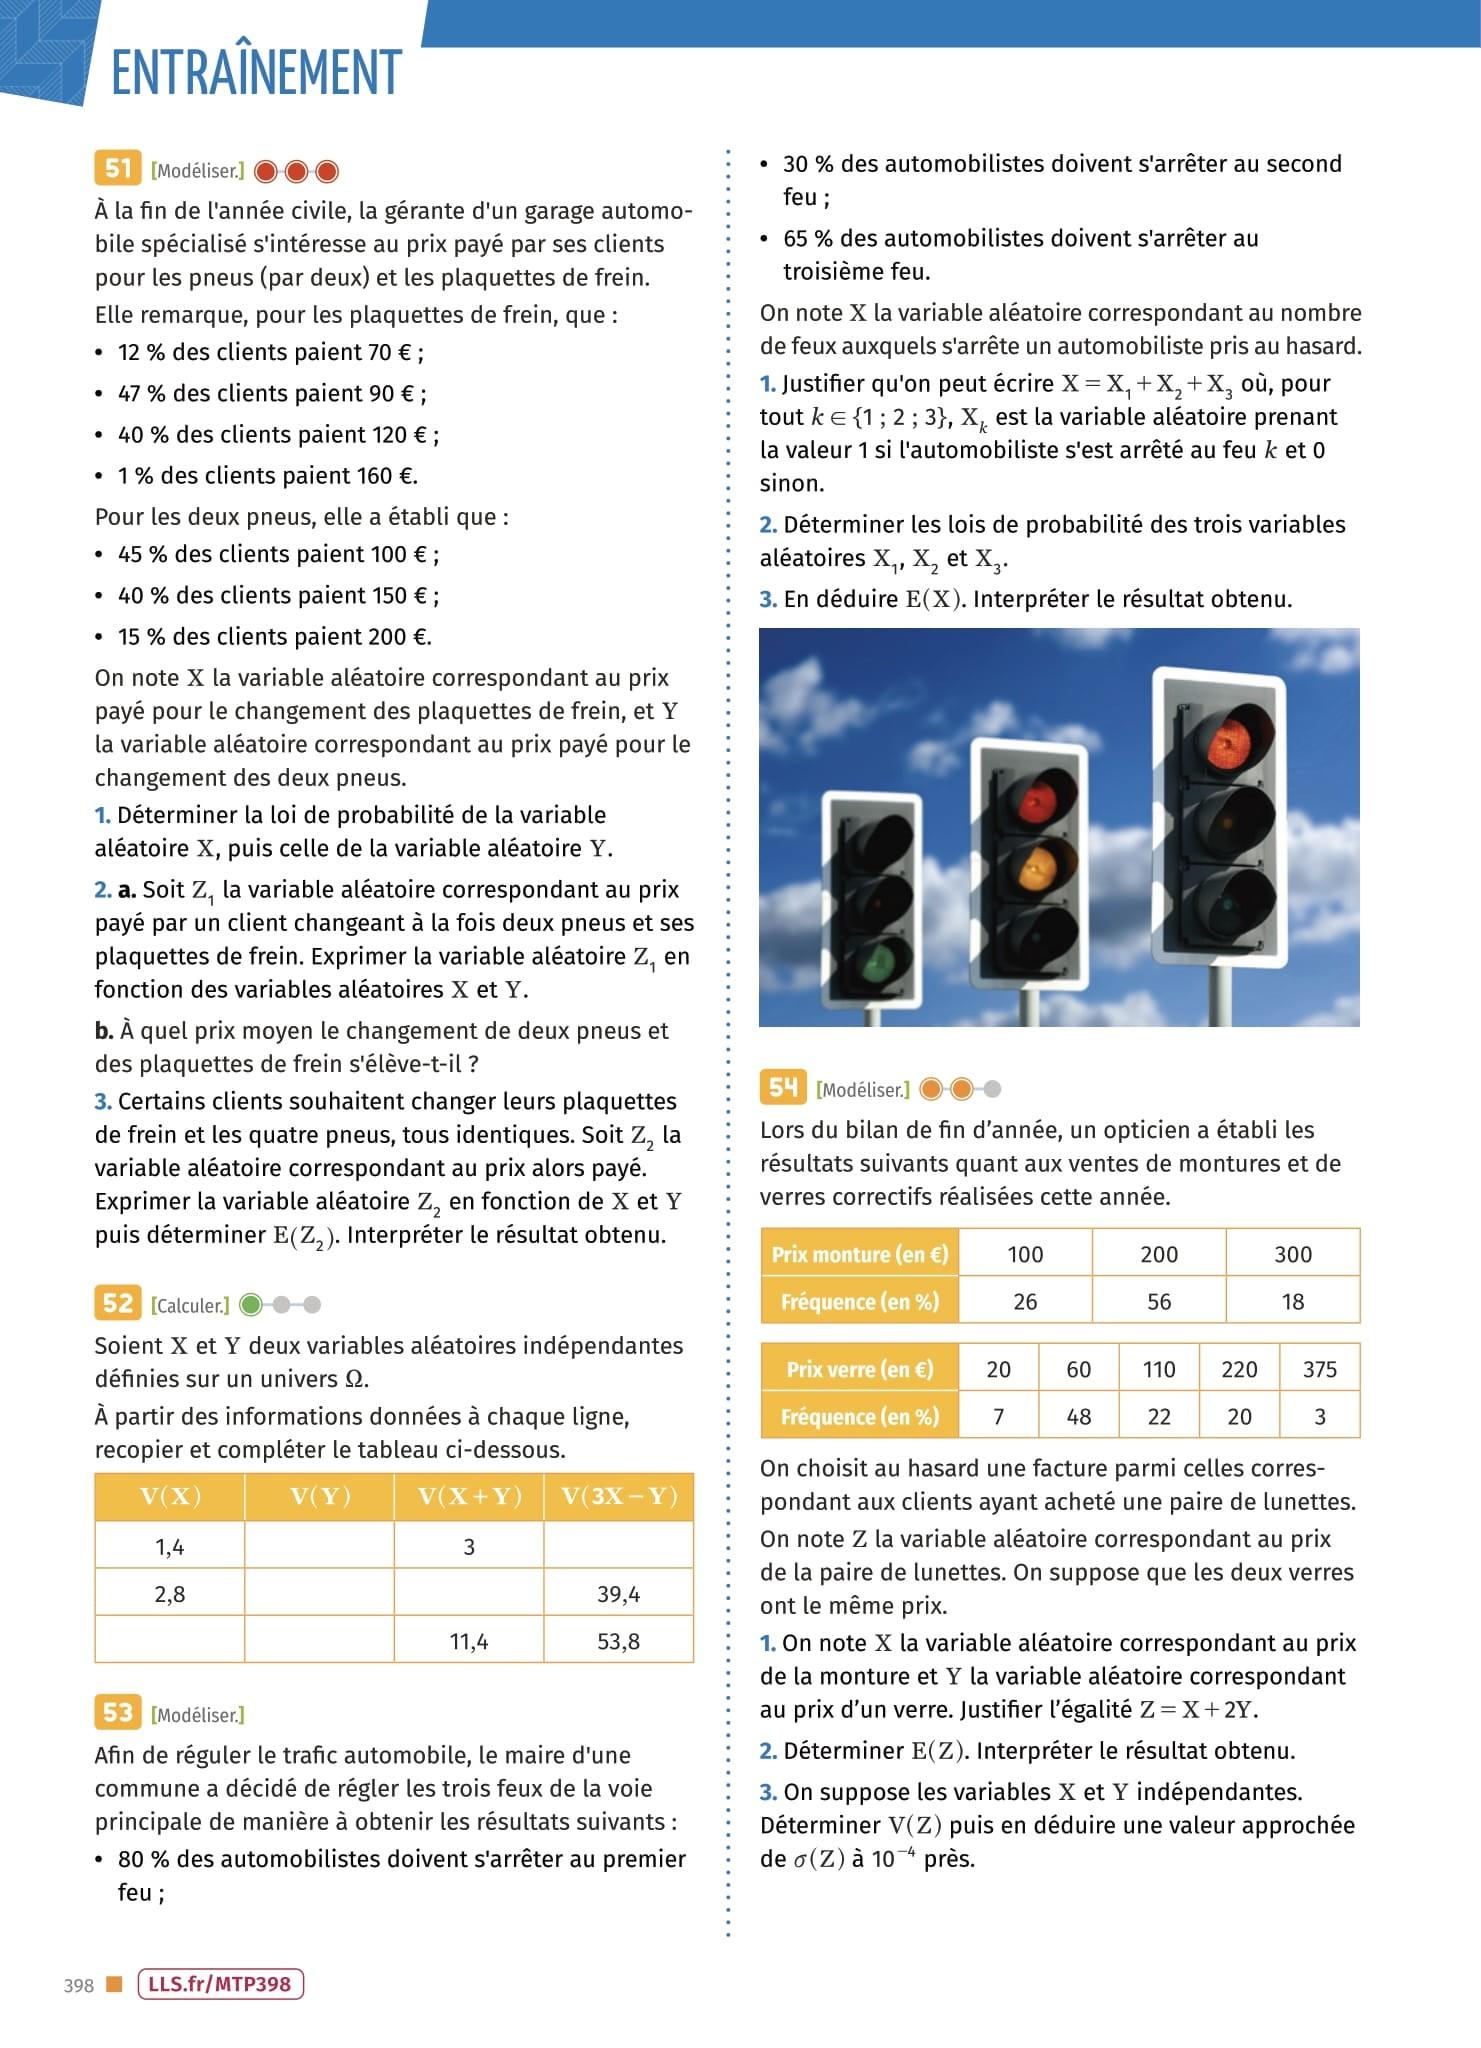 ENTRAÎNEMENT
51 [Modéliser.]
À la fin de l'année civile, la gérante d'un garage automo-
bile spécialisé s'intéresse au prix payé par ses clients
pour les pneus (par deux) et les plaquettes de frein.
Elle remarque, pour les plaquettes de frein, que :
• 12 % des clients paient 70 € ;
• 47 % des clients paient 90 € ;
• 40 % des clients paient 120 € ;
• 1 % des clients paient 160 €.
Pour les deux pneus, elle a établi que :
• 45 % des clients paient 100 € ;
• 40 % des clients paient 150 € ;
• 15 % des clients paient 200 €.
On note X la variable aléatoire correspondant au prix
payé pour le changement des plaquettes de frein, et Y
la variable aléatoire correspondant au prix payé pour le
changement des deux pneus.
1. Déterminer la loi de probabilité de la variable
aléatoire X, puis celle de la variable aléatoire Y.
2. a. Soit Z₁ la variable aléatoire correspondant au prix
payé par un client changeant à la fois deux pneus et ses
plaquettes de frein. Exprimer la variable aléatoire Z₁ en
fonction des variables aléatoires X et Y.
b. À quel prix moyen le changement de deux pneus et
des plaquettes de frein s'élève-t-il ?
3. Certains clients souhaitent changer leurs plaquettes
de frein et les quatre pneus, tous identiques. Soit Z₂ la
variable aléatoire correspondant au prix alors payé.
Exprimer la variable aléatoire Z₂ en fonction de X et Y
puis déterminer E(Z₂). Interpréter le résultat obtenu.
52 [Calculer.]
Soient X et Y deux variables aléatoires indépendantes
définies sur un univers Ω.
À partir des informations données à chaque ligne,
recopier et compléter le tableau ci-dessous.
V(X) V(Y) V(X+Y) V(3X−Y)
1,4 3
2,8 39,4
11,4 53,8
53 [Modéliser.]
Afin de réguler le trafic automobile, le maire d'une
commune a décidé de régler les trois feux de la voie
principale de manière à obtenir les résultats suivants :
• 80 % des automobilistes doivent s'arrêter au premier
feu ;
• 30 % des automobilistes doivent s'arrêter au second
feu ;
• 65 % des automobilistes doivent s'arrêter au
troisième feu.
On note X la variable aléatoire correspondant au nombre
de feux auxquels s'arrête un automobiliste pris au hasard.
1. Justifier qu'on peut écrire X = X₁ + X₂ + X₃ où, pour
tout k ∈ {1 ; 2 ; 3}, Xₖ est la variable aléatoire prenant
la valeur 1 si l'automobiliste s'est arrêté au feu k et 0
sinon.
2. Déterminer les lois de probabilité des trois variables
aléatoires X₁, X₂ et X₃.
3. En déduire E(X). Interpréter le résultat obtenu.
54 [Modéliser.]
Lors du bilan de fin d’année, un opticien a établi les
résultats suivants quant aux ventes de montures et de
verres correctifs réalisées cette année.
Prix monture (en €) 100 200 300
Fréquence (en %) 26 56 18
Prix verre (en €) 20 60 110 220 375
Fréquence (en %) 7 48 22 20 3
On choisit au hasard une facture parmi celles corres-
pondant aux clients ayant acheté une paire de lunettes.
On note Z la variable aléatoire correspondant au prix
de la paire de lunettes. On suppose que les deux verres
ont le même prix.
1. On note X la variable aléatoire correspondant au prix
de la monture et Y la variable aléatoire correspondant
au prix d’un verre. Justifier l’égalité Z = X + 2Y.
2. Déterminer E(Z). Interpréter le résultat obtenu.
3. On suppose les variables X et Y indépendantes.
Déterminer V(Z) puis en déduire une valeur approchée
de σ(Z) à 10⁻⁴ près.
398 LLS.fr/MTP398